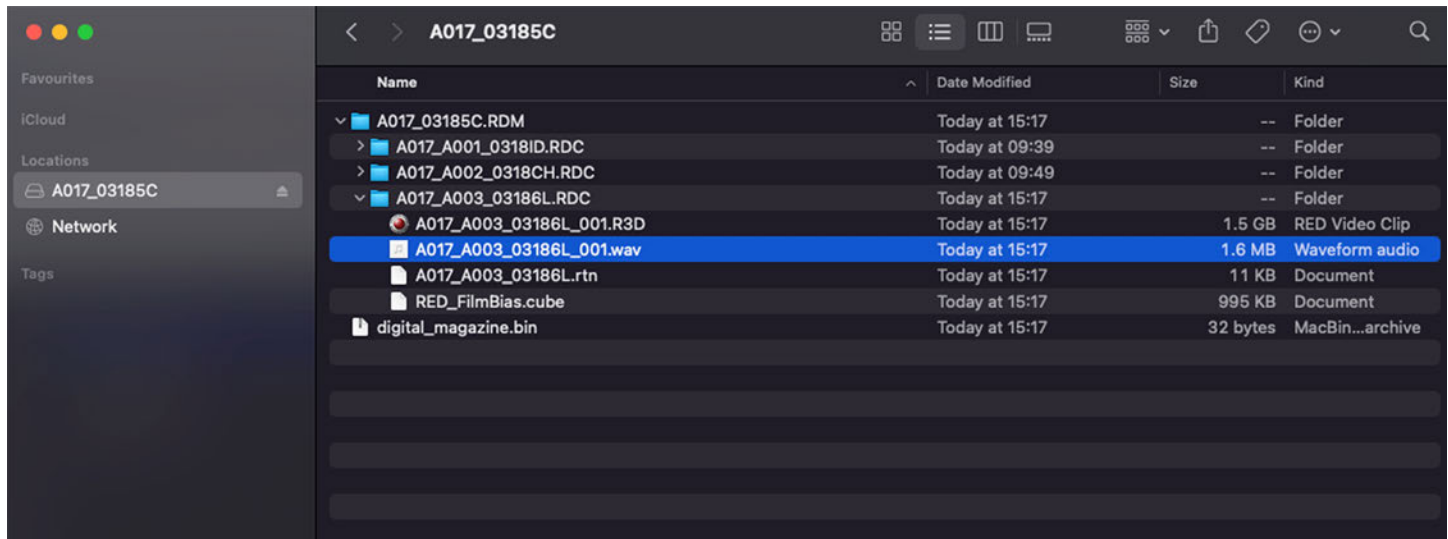 A017_03185C
Favourites
iCloud
Locations
A017_03185C
Network
Tags
Name Date Modified Size Kind
A017_03185C.RDM Today at 15:17 -- Folder
A017_A001_0318ID.RDC Today at 09:39 -- Folder
A017_A002_0318CH.RDC Today at 09:49 -- Folder
A017_A003_03186L.RDC Today at 15:17 -- Folder
A017_A003_03186L_001.R3D Today at 15:17 1.5 GB RED Video Clip
A017_A003_03186L_001.wav Today at 15:17 1.6 MB Waveform audio
A017_A003_03186L.rtn Today at 15:17 11 KB Document
RED_FilmBias.cube Today at 15:17 995 KB Document
digital_magazine.bin Today at 15:17 32 bytes MacBin...archive